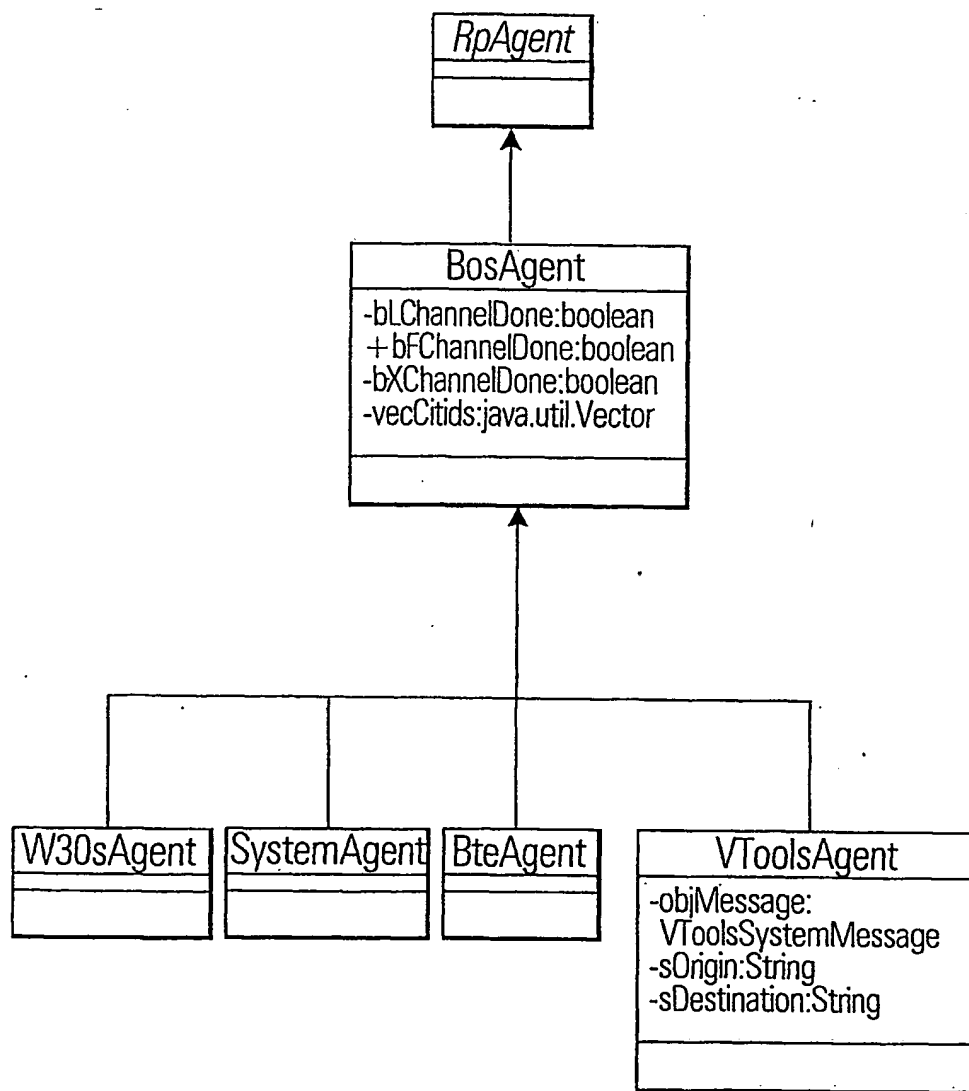 RpAgent
BosAgent
-bLChannelDone:boolean
+bFChannelDone:boolean
-bXChannelDone:boolean
-vecCitids:java.util.Vector
W30sAgent
SystemAgent
BteAgent
VToolsAgent
-objMessage:
VToolsSystemMessage
-sOrigin:String
-sDestination:String